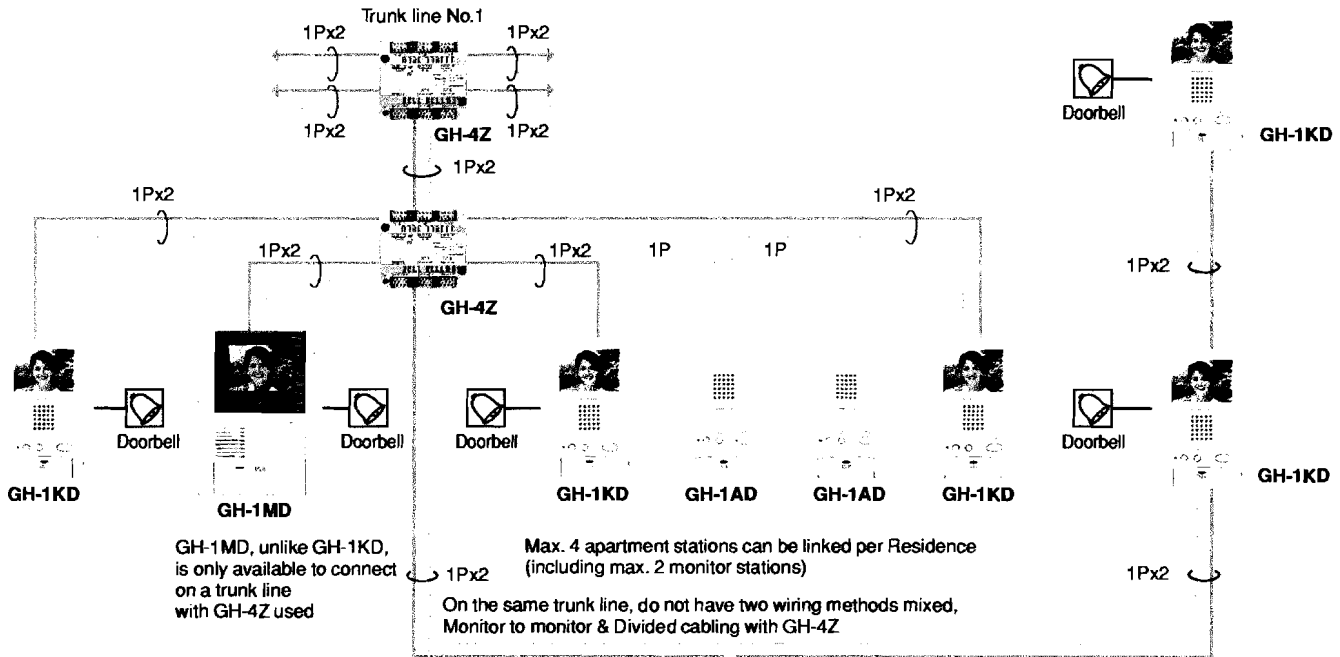 Trunk line No.1
1Px2 1Px2
1Px2 1Px2
GH-4Z
Doorbell
GH-1KD
1Px2
1Px2 1Px2
1Px2 1Px2 1P 1P
1Px2
GH-4Z
Doorbell Doorbell Doorbell Doorbell
GH-1KD GH-1MD GH-1KD GH-1AD GH-1AD GH-1KD GH-1KD
GH-1MD, unlike GH-1KD,
is only available to connect
on a trunk line
with GH-4Z used
Max. 4 apartment stations can be linked per Residence
(including max. 2 monitor stations)
1Px2 1Px2
On the same trunk line, do not have two wiring methods mixed,
Monitor to monitor & Divided cabling with GH-4Z